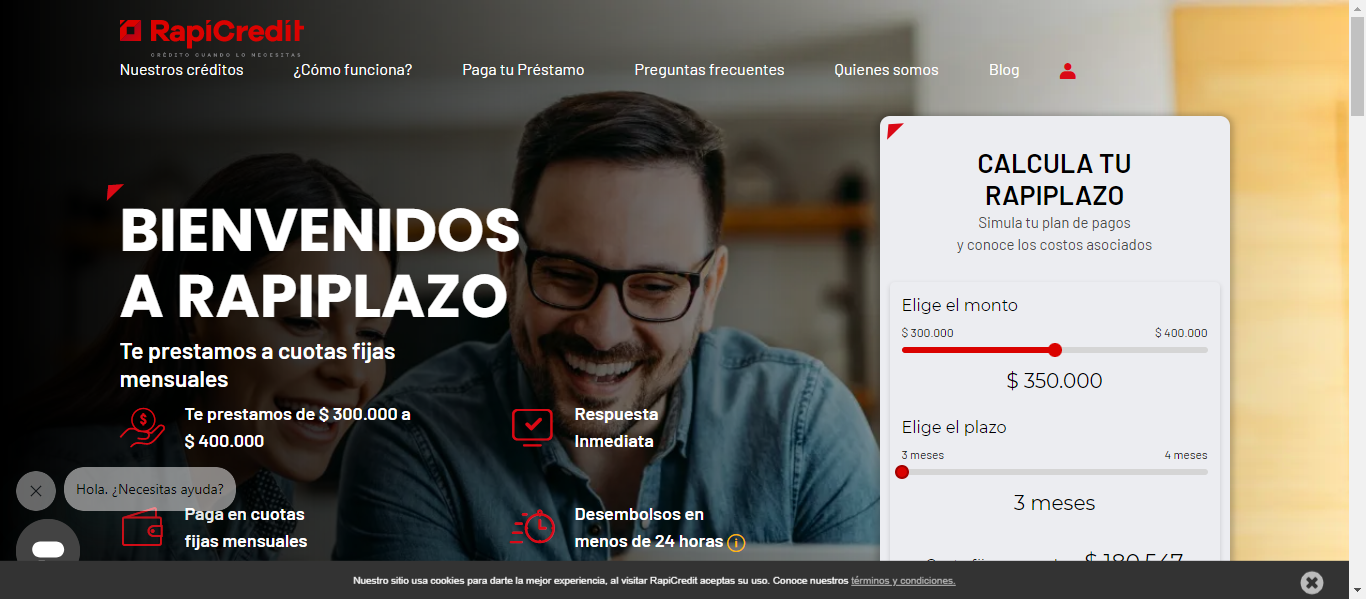 RapiCredit
CRÉDITO CUANDO LO NECESITAS
Nuestros créditos
¿Cómo funciona?
Paga tu Préstamo
Preguntas frecuentes
Quienes somos
Blog
BIENVENIDOS
A RAPIPLAZO
Te prestamos a cuotas fijas
mensuales
Te prestamos de $ 300.000 a
$ 400.000
Respuesta
Inmediata
Paga en cuotas
fijas mensuales
Desembolsos en
menos de 24 horas
Hola. ¿Necesitas ayuda?
CALCULA TU
RAPIPLAZO
Simula tu plan de pagos
y conoce los costos asociados
Elige el monto
$ 300.000
$ 400.000
$ 350.000
Elige el plazo
3 meses
4 meses
3 meses
$ 180.547
Nuestro sitio usa cookies para darte la mejor experiencia, al visitar RapiCredit aceptas su uso. Conoce nuestros términos y condiciones.